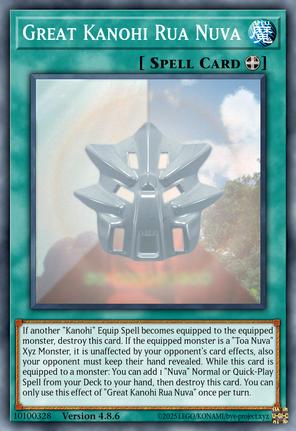 Great Kanohi Rua Nuva
魔
[ Spell Card ]
If another "Kanohi" Equip Spell becomes equipped to the equipped
monster, destroy this card. If the equipped monster is a "Toa Nuva"
Xyz Monster, it is unaffected by your opponent's card effects, also
your opponent must keep their hand revealed. While this card is
equipped to a monster: You can add 1 "Nuva" Normal or Quick-Play
Spell from your Deck to your hand, then destroy this card. You can
only use this effect of "Great Kanohi Rua Nuva" once per turn.
10100328 Version 4.8.6 ©2025 LEGO/KONAMI/bye-project.xyz